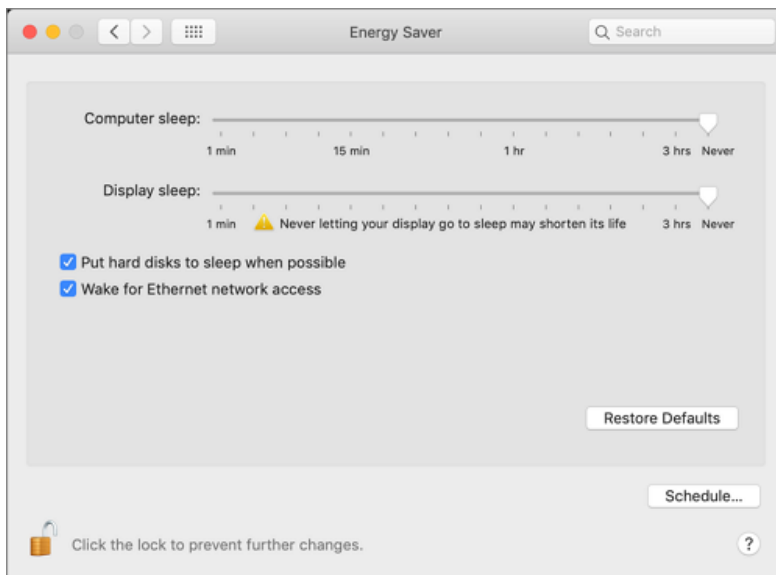 Energy Saver
Search
Computer sleep:
1 min 15 min 1 hr 3 hrs Never
Display sleep:
1 min Never letting your display go to sleep may shorten its life 3 hrs Never
Put hard disks to sleep when possible
Wake for Ethernet network access
Restore Defaults
Schedule...
Click the lock to prevent further changes.
?